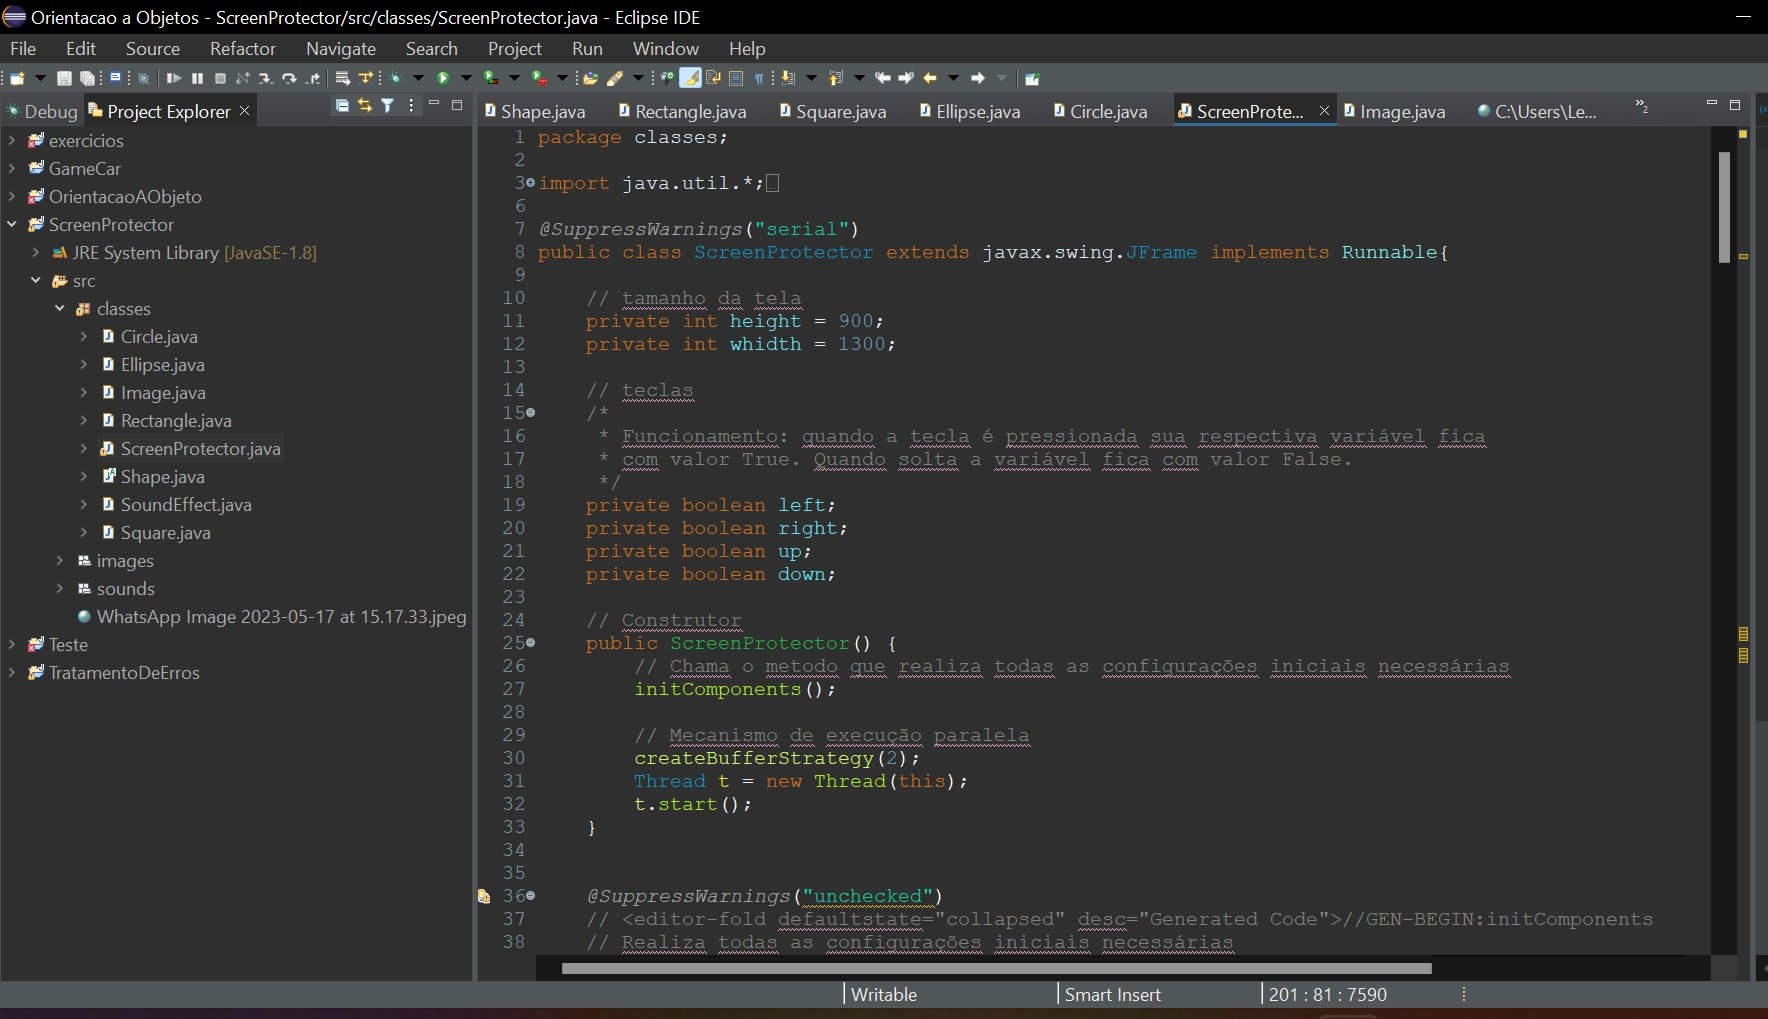 Orientacao a Objetos - ScreenProtector/src/classes/ScreenProtector.java - Eclipse IDE
File Edit Source Refactor Navigate Search Project Run Window Help
Debug Project Explorer
exercicios
GameCar
OrientacaoAObjeto
ScreenProtector
JRE System Library [JavaSE-1.8]
src
classes
Circle.java
Ellipse.java
Image.java
Rectangle.java
ScreenProtector.java
Shape.java
SoundEffect.java
Square.java
images
sounds
WhatsApp Image 2023-05-17 at 15.17.33.jpeg
Teste
TratamentoDeErros
Shape.java Rectangle.java Square.java Ellipse.java Circle.java ScreenProte... Image.java C:\Users\Le... »2
1 package classes;
2
3 import java.util.*;
6
7 @SuppressWarnings("serial")
8 public class ScreenProtector extends javax.swing.JFrame implements Runnable{
9
10 // tamanho da tela
11 private int height = 900;
12 private int whidth = 1300;
13
14 // teclas
15 /*
16 * Funcionamento: quando a tecla é pressionada sua respectiva variável fica
17 * com valor True. Quando solta a variável fica com valor False.
18 */
19 private boolean left;
20 private boolean right;
21 private boolean up;
22 private boolean down;
23
24 // Construtor
25 public ScreenProtector() {
26 // Chama o metodo que realiza todas as configurações iniciais necessárias
27 initComponents();
28
29 // Mecanismo de execução paralela
30 createBufferStrategy(2);
31 Thread t = new Thread(this);
32 t.start();
33 }
34
35
36 @SuppressWarnings("unchecked")
37 // <editor-fold defaultstate="collapsed" desc="Generated Code">//GEN-BEGIN:initComponents
38 // Realiza todas as configurações iniciais necessárias
Writable Smart Insert 201 : 81 : 7590